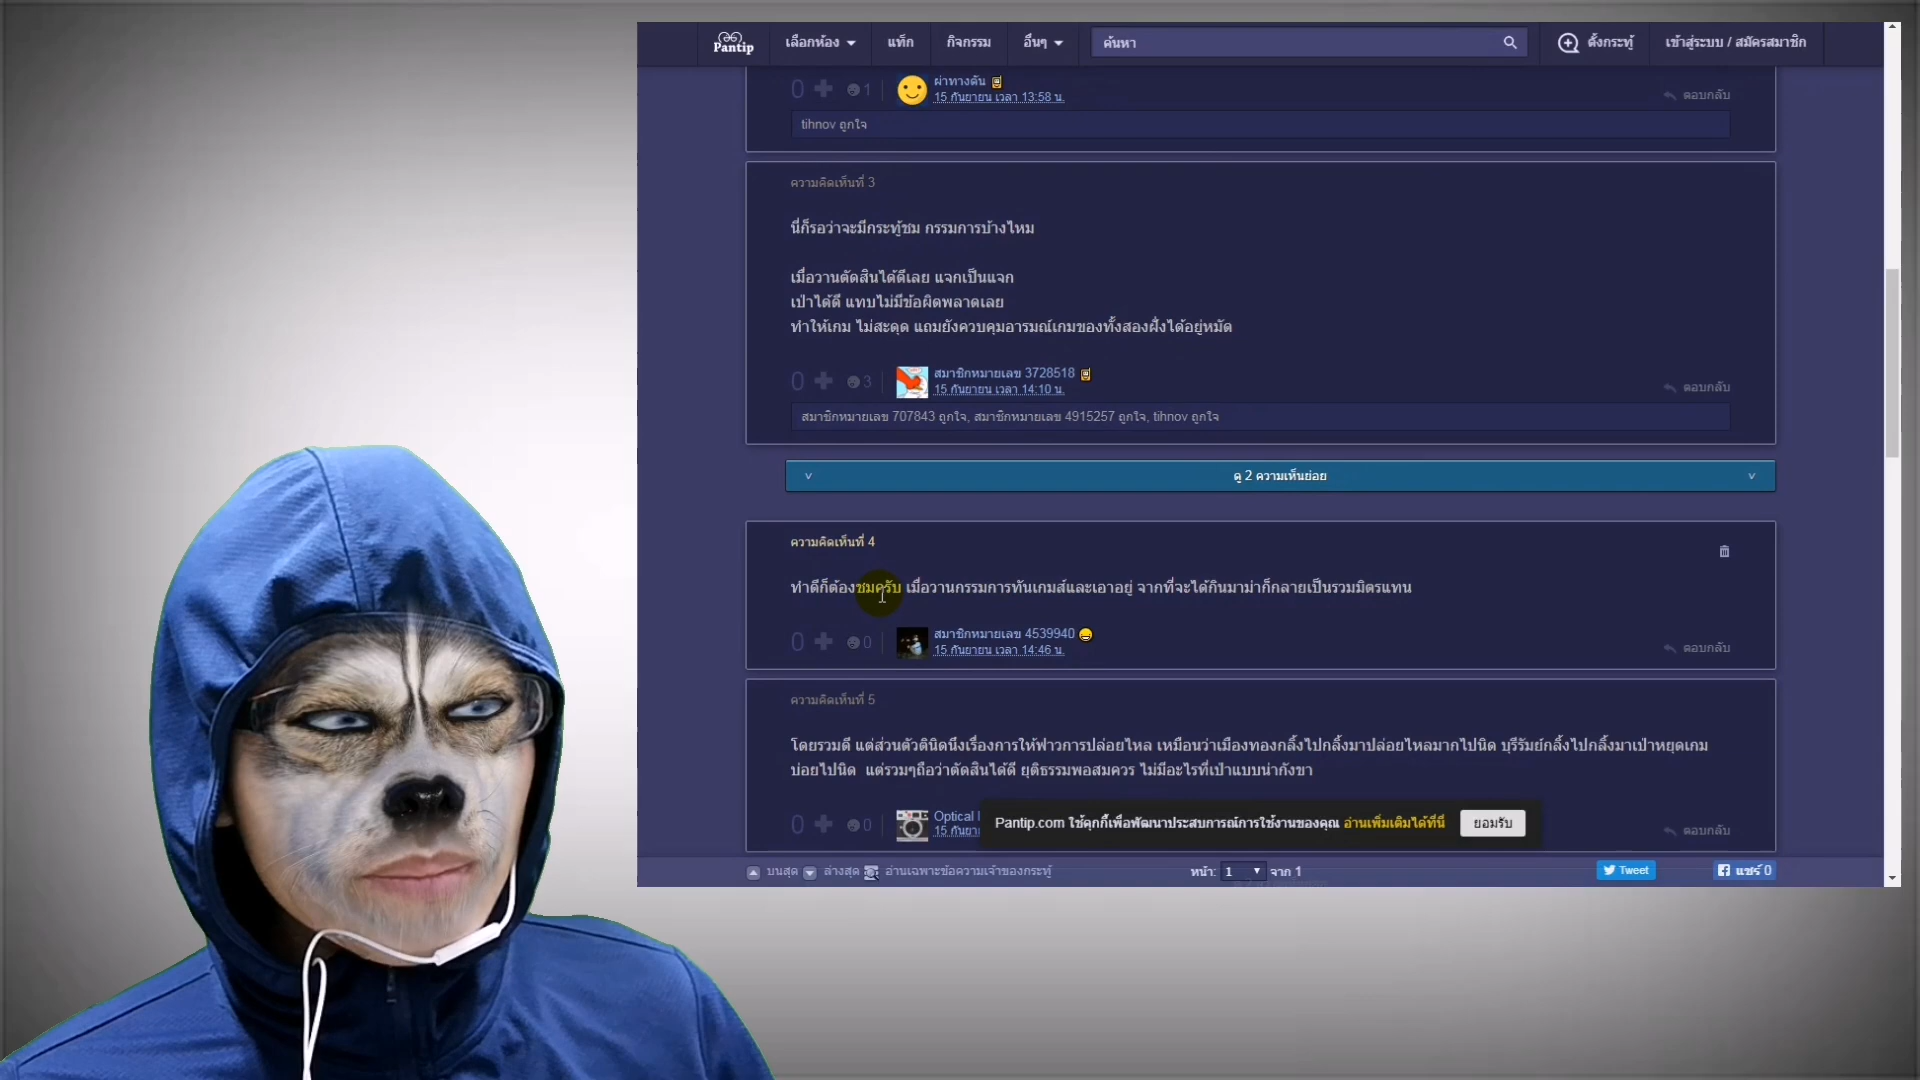 Pantip เลือกห้อง แท็ก กิจกรรม อื่นๆ ค้นหา ตั้งกระทู้ เข้าสู่ระบบ / สมัครสมาชิก
0 1 ผ่าทางตัน
15 กันยายน เวลา 13:58 น. ตอบกลับ
tihnov ถูกใจ
ความคิดเห็นที่ 3
นี่ก็รอว่าจะมีกระทู้ชม กรรมการบ้างไหม
เมื่อวานตัดสินได้ดีเลย แจกเป็นแจก
เป่าได้ดี แทบไม่มีข้อผิดพลาดเลย
ทำให้เกม ไม่สะดุด แถมยังควบคุมอารมณ์เกมของทั้งสองฝั่งได้อยู่หมัด
0 3 สมาชิกหมายเลข 3728518
15 กันยายน เวลา 14:10 น. ตอบกลับ
สมาชิกหมายเลข 707843 ถูกใจ, สมาชิกหมายเลข 4915257 ถูกใจ, tihnov ถูกใจ
ดู 2 ความเห็นย่อย
ความคิดเห็นที่ 4
ทำดีก็ต้องชมครับ เมื่อวานกรรมการทันเกมส์และเอาอยู่ จากที่จะได้กินมาม่าก็กลายเป็นรวมมิตรแทน
0 0 สมาชิกหมายเลข 4539940
15 กันยายน เวลา 14:46 น. ตอบกลับ
ความคิดเห็นที่ 5
โดยรวมดี แต่ส่วนตัวตินิดนึงเรื่องการให้ฟาวการปล่อยไหล เหมือนว่าเมืองทองกลิ้งไปกลิ้งมาปล่อยไหลมากไปนิด บุรีรัมย์กลิ้งไปกลิ้งมาเป่าหยุดเกม
บ่อยไปนิด แต่รวมๆถือว่าตัดสินได้ดี ยุติธรรมพอสมควร ไม่มีอะไรที่เป่าแบบน่ากังขา
0 0 Optical
15 กันยา ตอบกลับ
Pantip.com ใช้คุกกี้เพื่อพัฒนาประสบการณ์การใช้งานของคุณ อ่านเพิ่มเติมได้ที่นี่ ยอมรับ
บนสุด ล่างสุด อ่านเฉพาะข้อความเจ้าของกระทู้ หน้า: 1 จาก 1 Tweet แชร์ 0